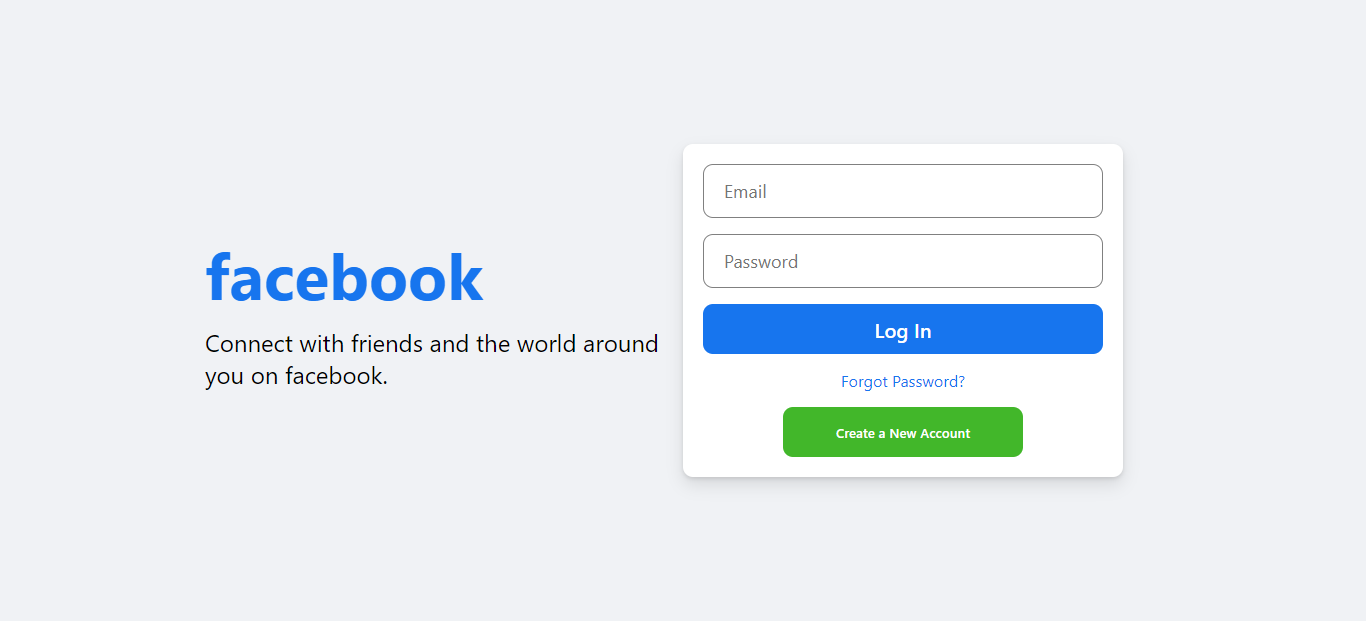 facebook
Connect with friends and the world around
you on facebook.
Email
Password
Log In
Forgot Password?
Create a New Account